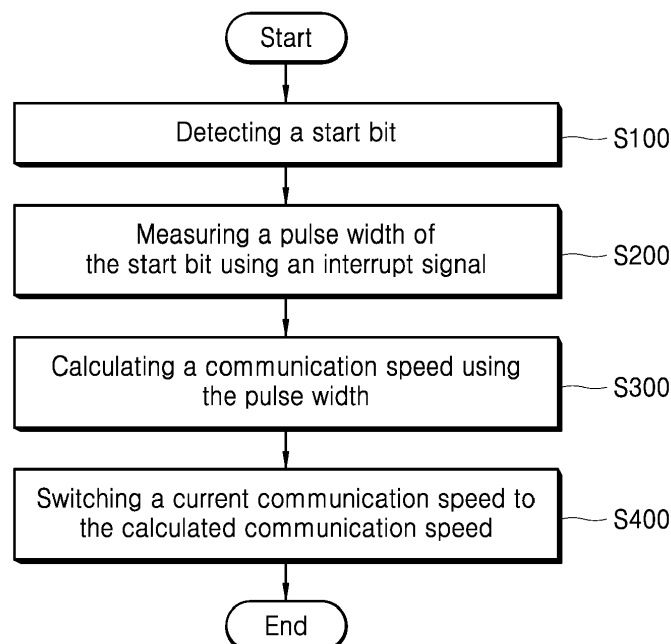 Start
Detecting a start bit
S100
Measuring a pulse width of
the start bit using an interrupt signal
S200
Calculating a communication speed using
the pulse width
S300
Switching a current communication speed to
the calculated communication speed
S400
End